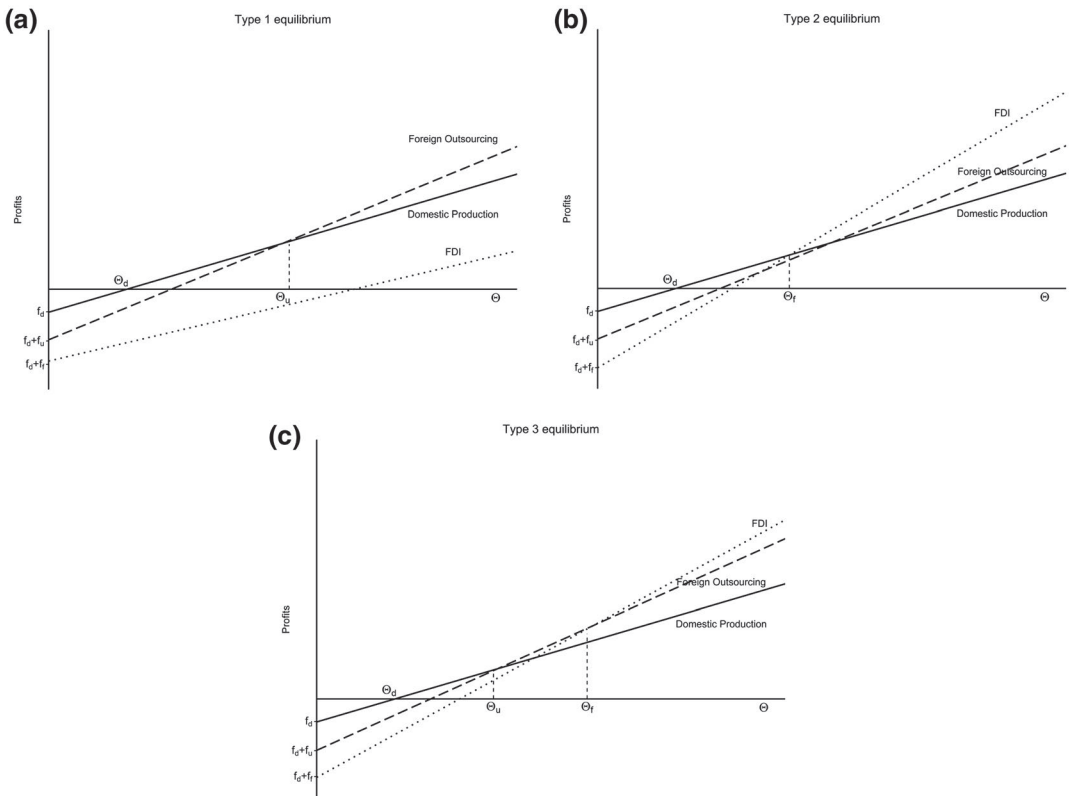 (a)
Type 1 equilibrium
Foreign Outsourcing
Profits
Domestic Production
FDI
Θd
Θu
Θ
fd
fd+fu
fd+ff
(b)
Type 2 equilibrium
FDI
Foreign Outsourcing
Profits
Domestic Production
Θd
Θf
Θ
fd
fd+fu
fd+ff
(c)
Type 3 equilibrium
FDI
Foreign Outsourcing
Profits
Domestic Production
Θd
Θu
Θf
Θ
fd
fd+fu
fd+ff